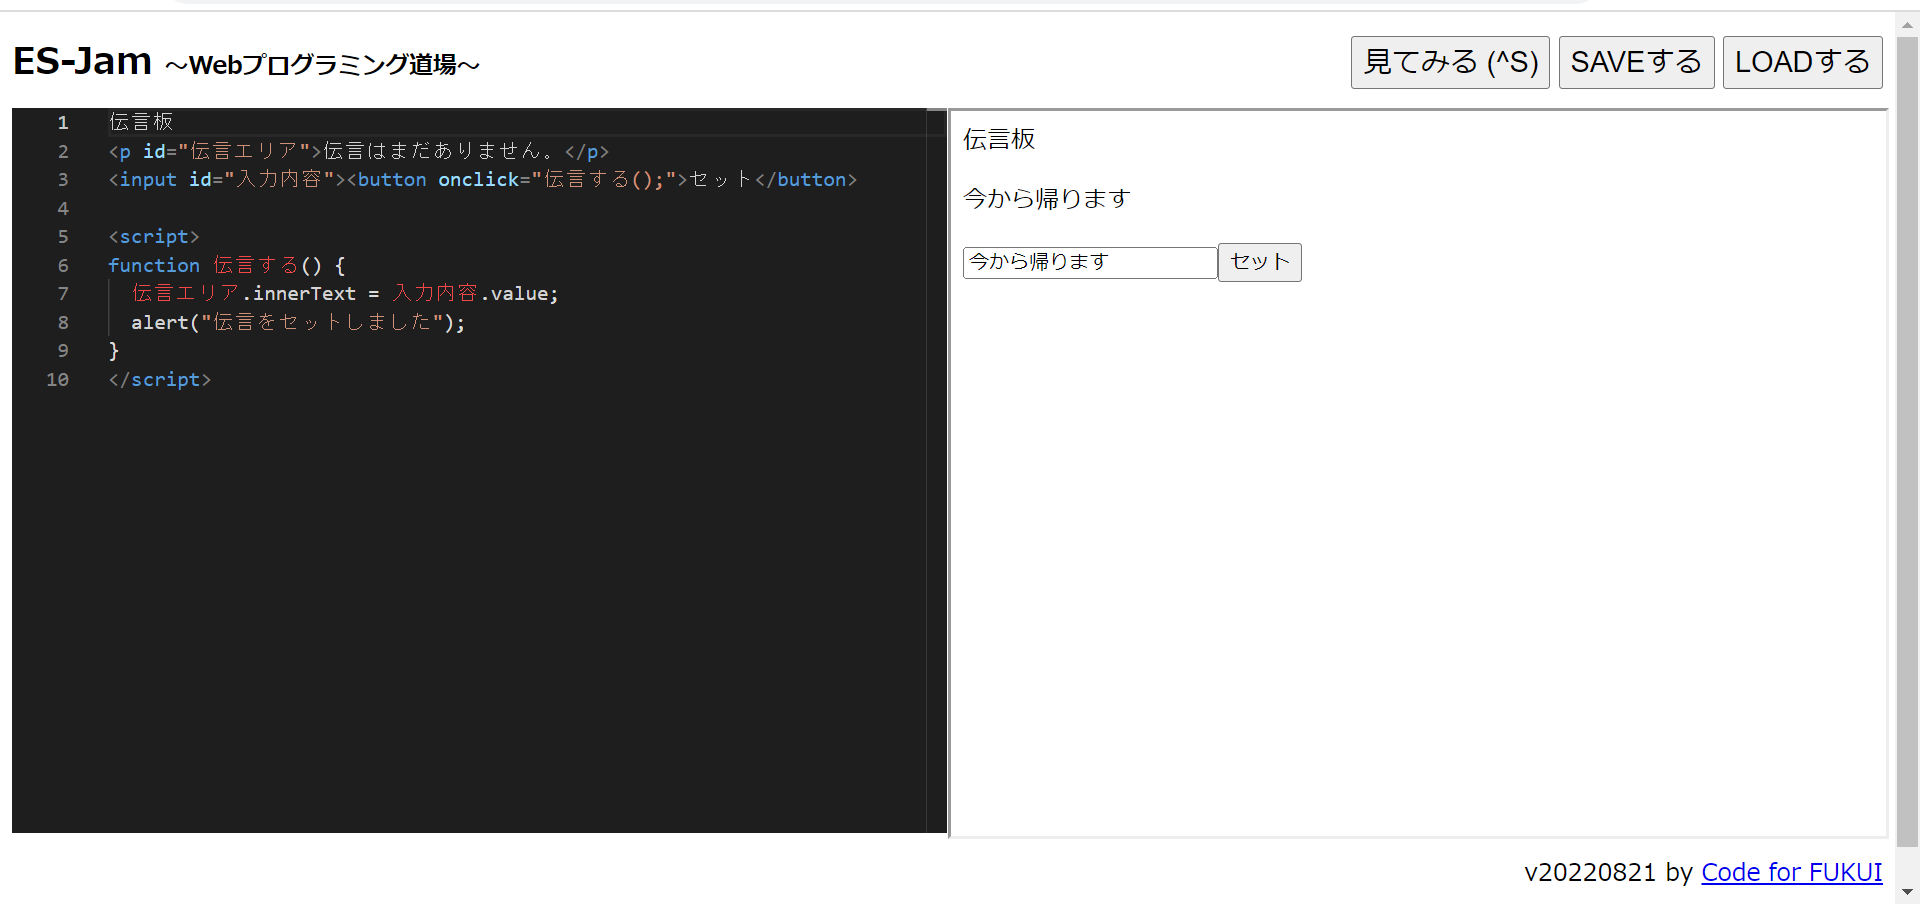 ES-Jam ～Webプログラミング道場～
見てみる (^S) SAVEする LOADする
1 伝言板
2 <p id="伝言エリア">伝言はまだありません。</p>
3 <input id="入力内容"><button onclick="伝言する();">セット</button>
4
5 <script>
6 function 伝言する() {
7 伝言エリア.innerText = 入力内容.value;
8 alert("伝言をセットしました");
9 }
10 </script>
伝言板
今から帰ります
今から帰ります セット
v20220821 by Code for FUKUI